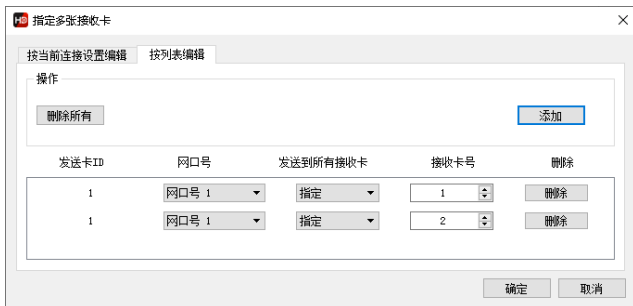 HD 指定多张接收卡
按当前连接设置编辑 按列表编辑
操作
删除所有 添加
发送卡ID 网口号 发送到所有接收卡 接收卡号 删除
1 网口号 1 指定 1 删除
1 网口号 1 指定 2 删除
确定 取消